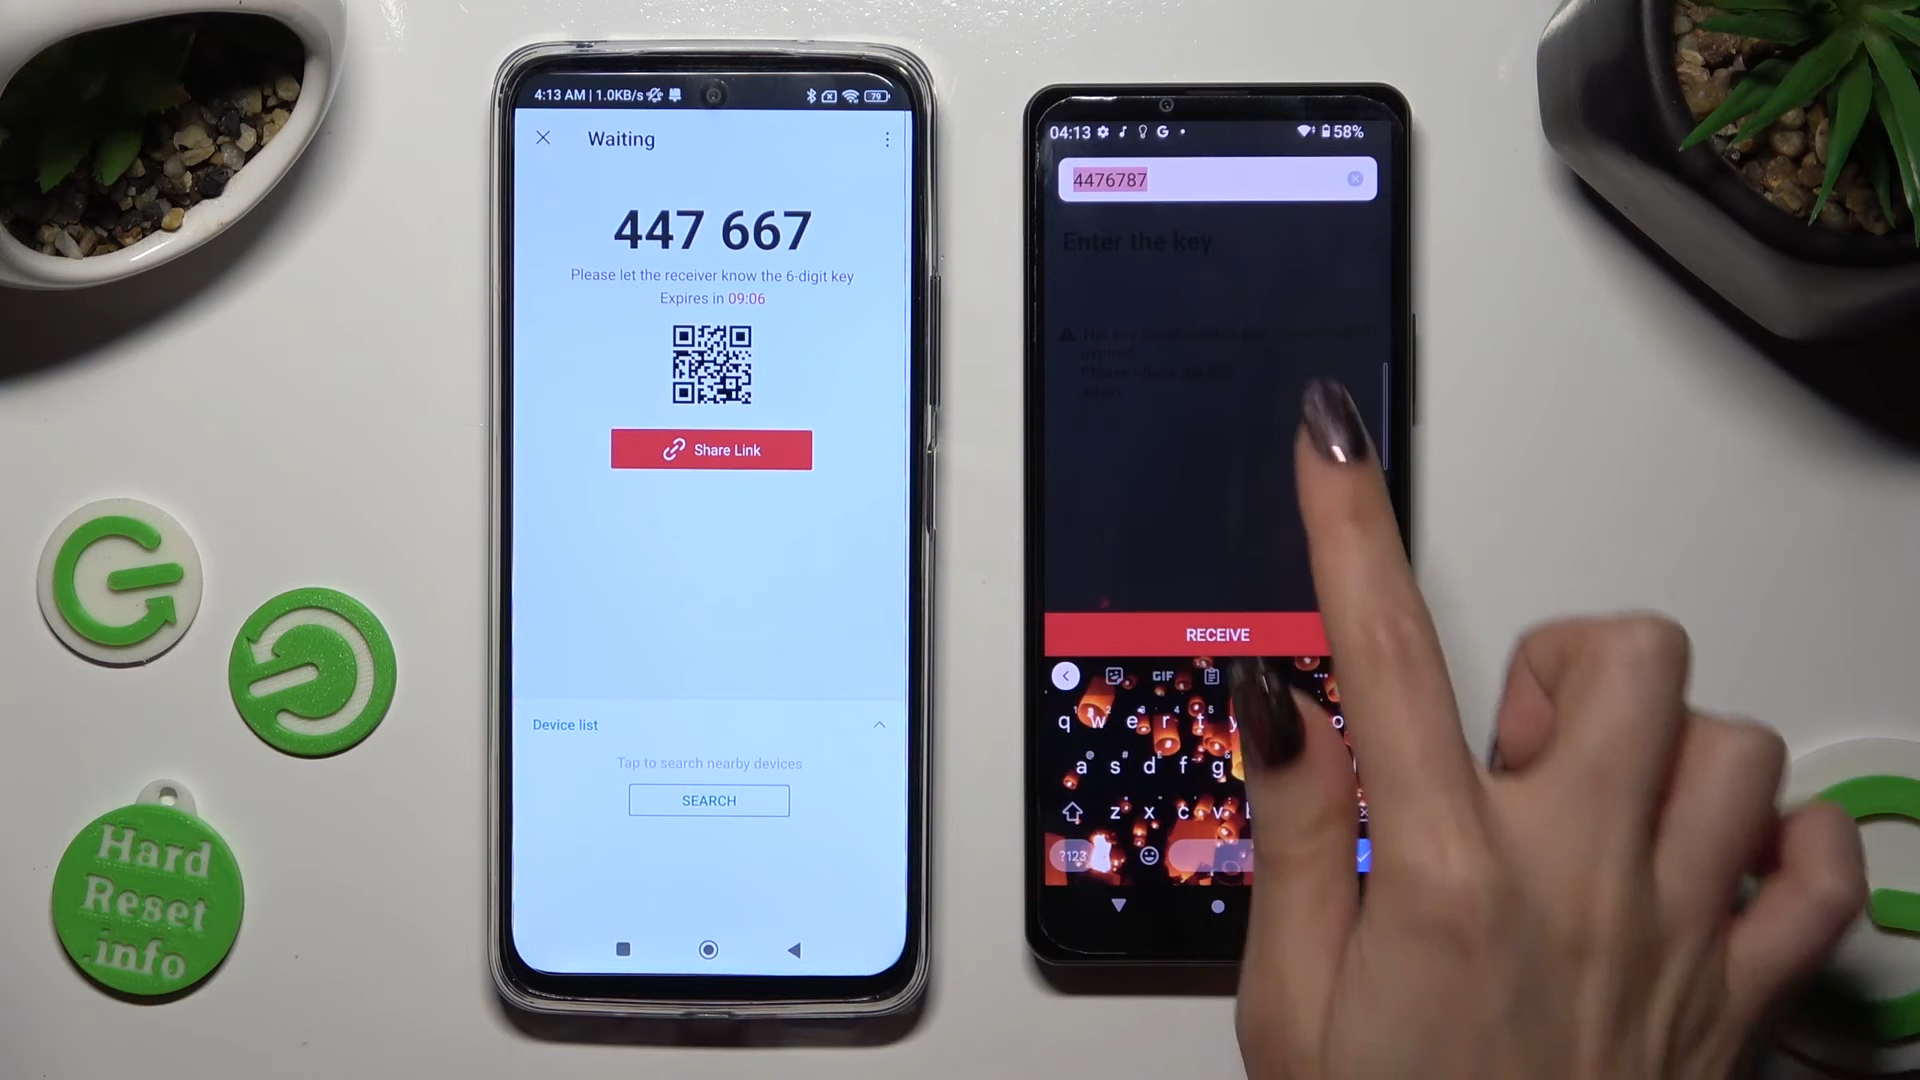 4:13 AM | 1.0KB/s
79
Waiting
447 667
Please let the receiver know the 6-digit key
Expires in 09:06
Share Link
Device list
Tap to search nearby devices
SEARCH
04:13
G
58%
4476787
Enter the key
RECEIVE
GIF
q w e r t y o
a s d f g
z x c v b
?123
Hard
Reset
.info